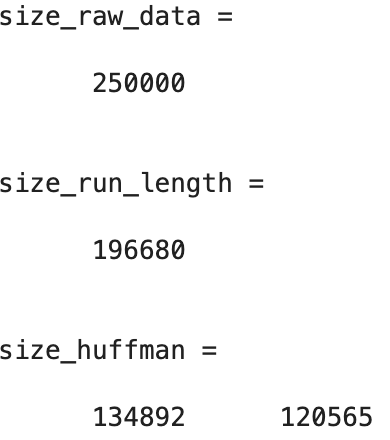 size_raw_data =
250000
size_run_length =
196680
size_huffman =
134892 120565